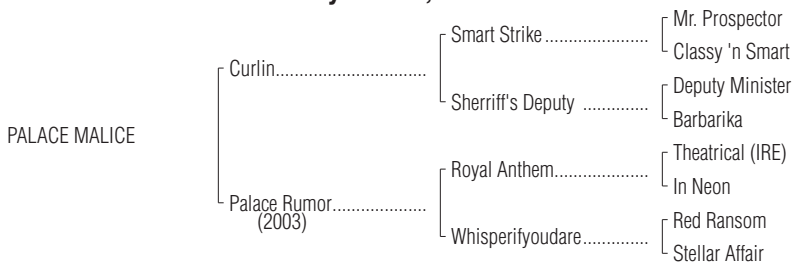 Mr. Prospector
Smart Strike ......................
Classy 'n Smart
Curlin................................
Deputy Minister
Sherriff's Deputy ..............
Barbarika
PALACE MALICE
Theatrical (IRE)
Royal Anthem....................
In Neon
Palace Rumor....................
(2003)
Red Ransom
Whisperifyoudare..............
Stellar Affair